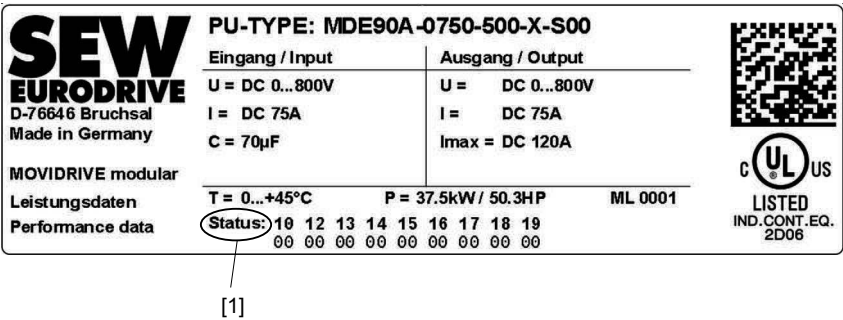 SEW
EURODRIVE
D-76646 Bruchsal
Made in Germany
MOVIDRIVE modular
Leistungsdaten
Performance data
PU-TYPE: MDE90A-0750-500-X-S00
Eingang / Input
U = DC 0...800V
I = DC 75A
C = 70µF
Ausgang / Output
U = DC 0...800V
I = DC 75A
Imax = DC 120A
T = 0...+45°C P = 37.5kW / 50.3HP ML 0001
Status: 10 12 13 14 15 16 17 18 19
00 00 00 00 00 00 00 00 00
C UL ® US
LISTED
IND.CONT.EQ.
2D06
[1]